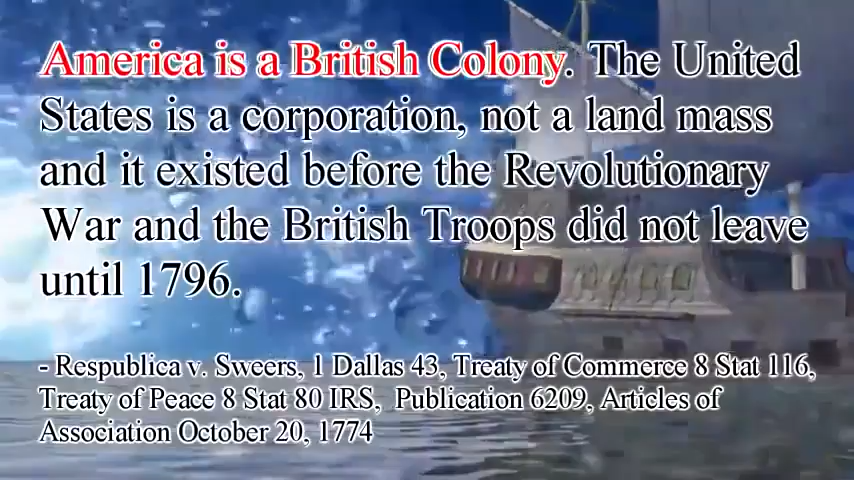 America is a British Colony. The United
States is a corporation, not a land mass
and it existed before the Revolutionary
War and the British Troops did not leave
until 1796.
- Respublica v. Sweers, 1 Dallas 43, Treaty of Commerce 8 Stat 116,
Treaty of Peace 8 Stat 80 IRS,  Publication 6209, Articles of
Association October 20, 1774